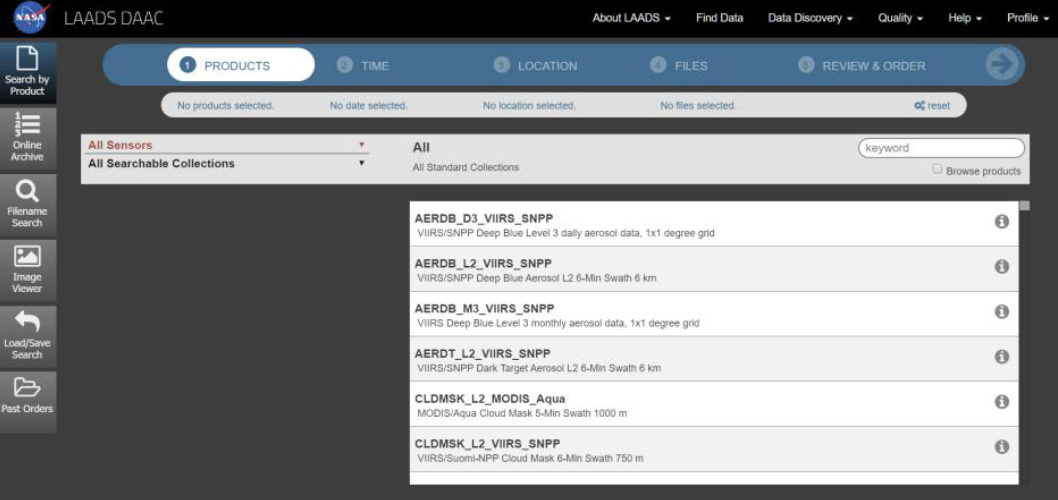 NASA
LAADS DAAC
About LAADS
Find Data
Data Discovery
Quality
Help
Profile
Search by
Product
Online
Archive
Filename
Search
Image
Viewer
Load/Save
Search
Past Orders
1 PRODUCTS
2 TIME
3 LOCATION
4 FILES
5 REVIEW & ORDER
No products selected.
No date selected.
No location selected.
No files selected.
reset
All Sensors
All Searchable Collections
All
All Standard Collections
keyword
Browse products
AERDB_D3_VIIRS_SNPP
VIIRS/SNPP Deep Blue Level 3 daily aerosol data, 1x1 degree grid
AERDB_L2_VIIRS_SNPP
VIIRS/SNPP Deep Blue Aerosol L2 6-Min Swath 6 km
AERDB_M3_VIIRS_SNPP
VIIRS Deep Blue Level 3 monthly aerosol data, 1x1 degree grid
AERDT_L2_VIIRS_SNPP
VIIRS/SNPP Dark Target Aerosol L2 6-Min Swath 6 km
CLDMSK_L2_MODIS_Aqua
MODIS/Aqua Cloud Mask 5-Min Swath 1000 m
CLDMSK_L2_VIIRS_SNPP
VIIRS/Suomi-NPP Cloud Mask 6-Min Swath 750 m